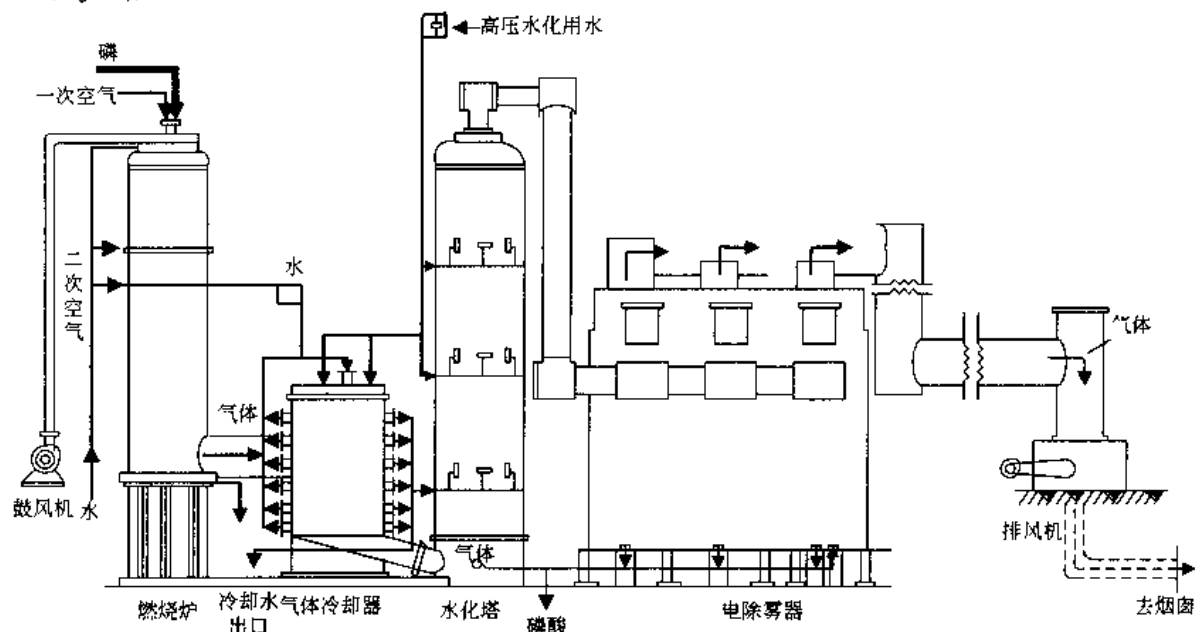 高压水化用水
磷
一次空气
二次空气
水
气体
气体
鼓风机
水
气体
排风机
燃烧炉
冷却水
出口
气体冷却器
水化塔
磷酸
电除雾器
去烟囱